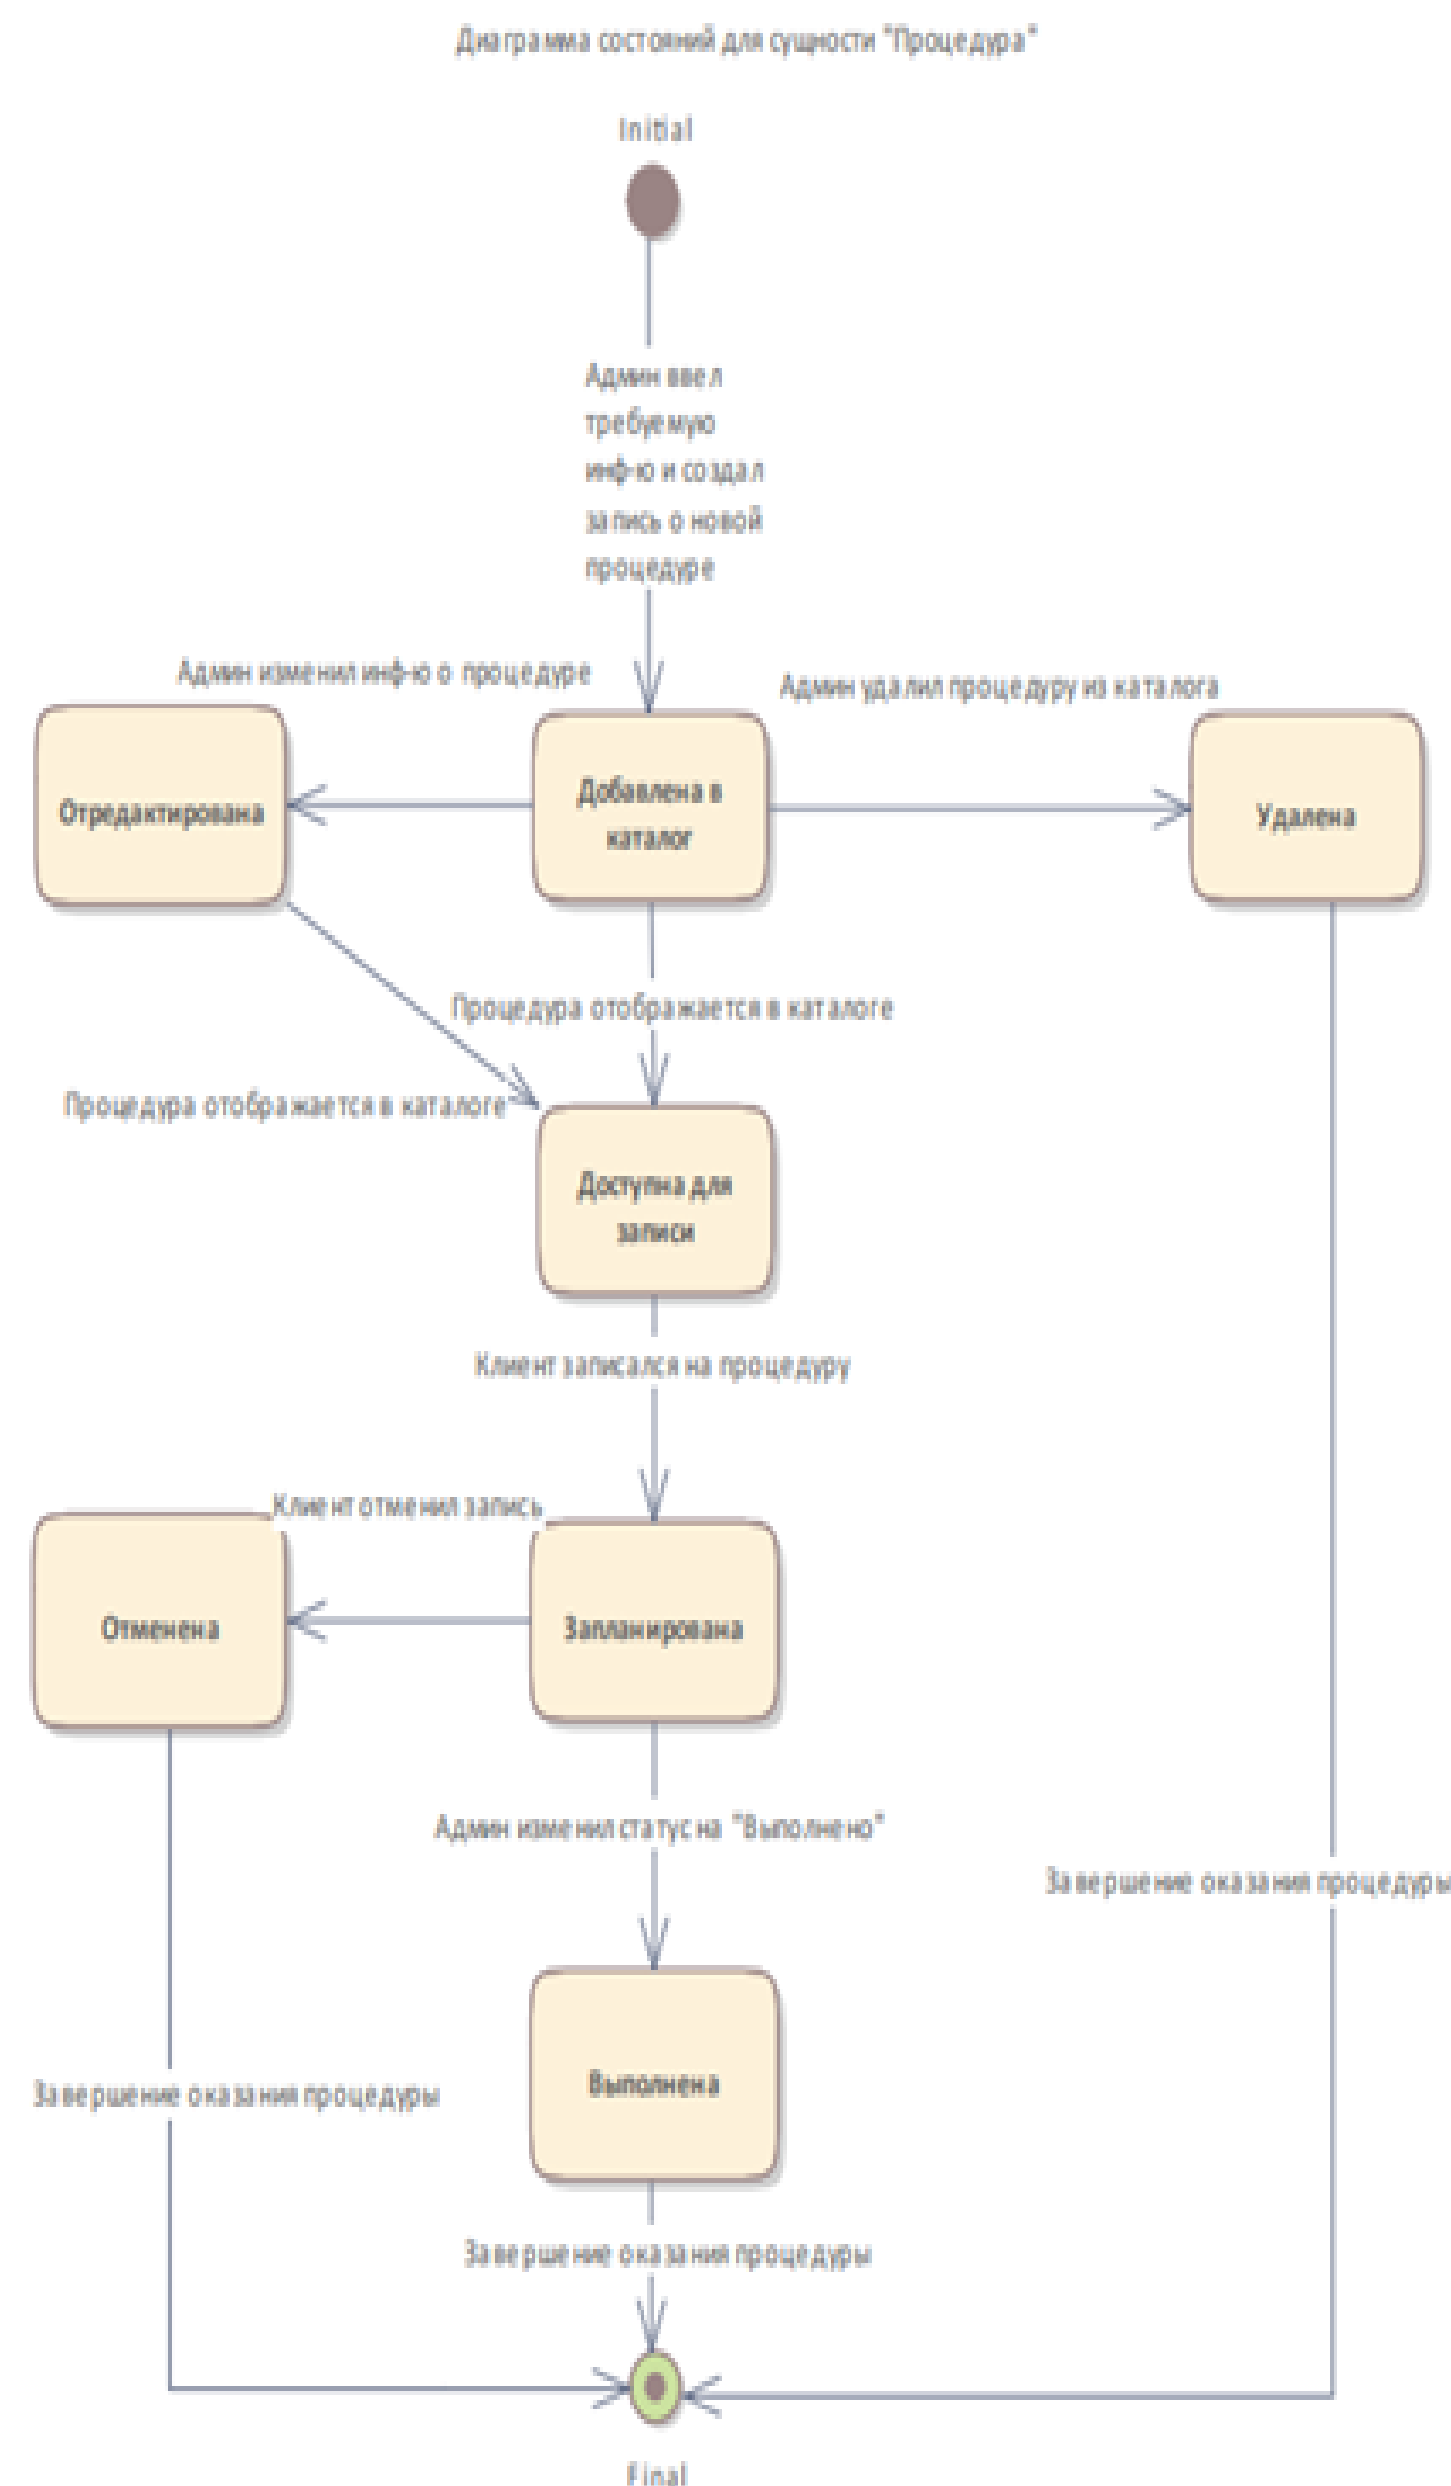 Диаграмма состояний для сущности "Процедура"
Initial
Админ ввел
требуемую
инф-ю и создал
запись о новой
процедуре
Админ изменил инф-ю о процедуре
Админ удалил процедуру из каталога
Отредактирована
Добавлена в
каталог
Удалена
Процедура отображается в каталоге
Процедура отображается в каталоге
Доступна для
записи
Клиент записался на процедуру
Клиент отменил запись
Отменена
Запланирована
Админ изменил статус на "Выполнено"
Завершение оказания процедуры
Выполнена
Завершение оказания процедуры
Завершение оказания процедуры
Final